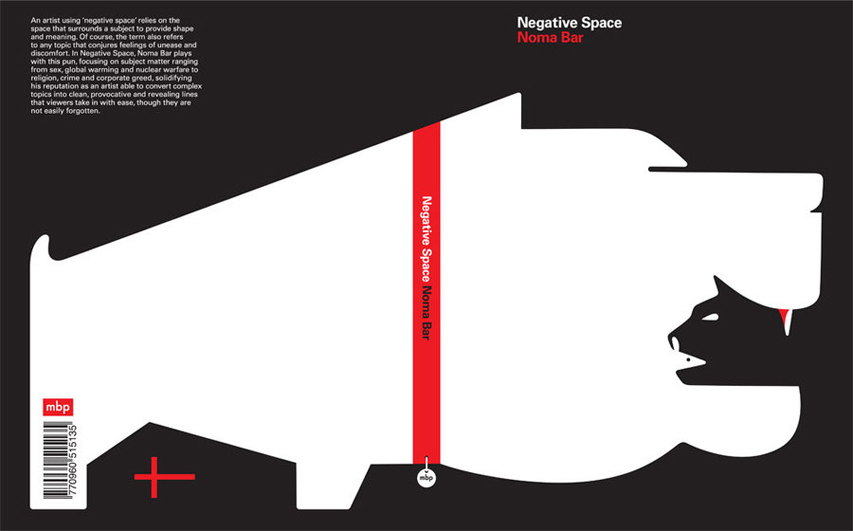 An artist using 'negative space' relies on the
space that surrounds a subject to provide shape
and meaning. Of course, the term also refers
to any topic that conjures feelings of unease and
discomfort. In Negative Space, Noma Bar plays
with this pun, focusing on subject matter ranging
from sex, global warming and nuclear warfare to
religion, crime and corporate greed, solidifying
his reputation as an artist able to convert complex
topics into clean, provocative and revealing lines
that viewers take in with ease, though they are
not easily forgotten.
Negative Space
Noma Bar
Negative Space Noma Bar
mbp
770960 515135
mbp